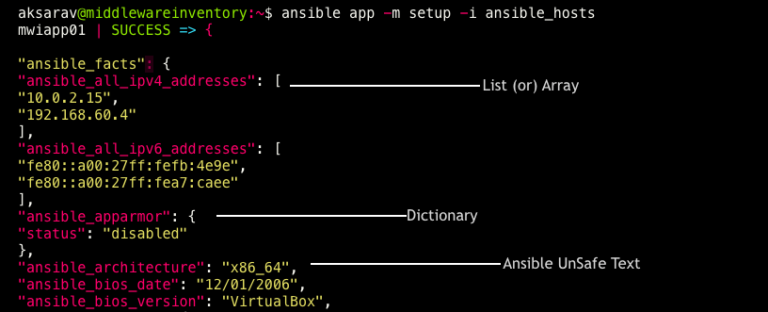 aksarav@middlewareinventory:~$ ansible app -m setup -i ansible_hosts
mwiapp01 | SUCCESS => {
"ansible_facts": {
"ansible_all_ipv4_addresses": [ List (or) Array
"10.0.2.15",
"192.168.60.4"
],
"ansible_all_ipv6_addresses": [
"fe80::a00:27ff:fefb:4e9e",
"fe80::a00:27ff:fea7:caee"
],
"ansible_apparmor": { Dictionary
"status": "disabled"
},
"ansible_architecture": "x86_64", Ansible UnSafe Text
"ansible_bios_date": "12/01/2006",
"ansible_bios_version": "VirtualBox",